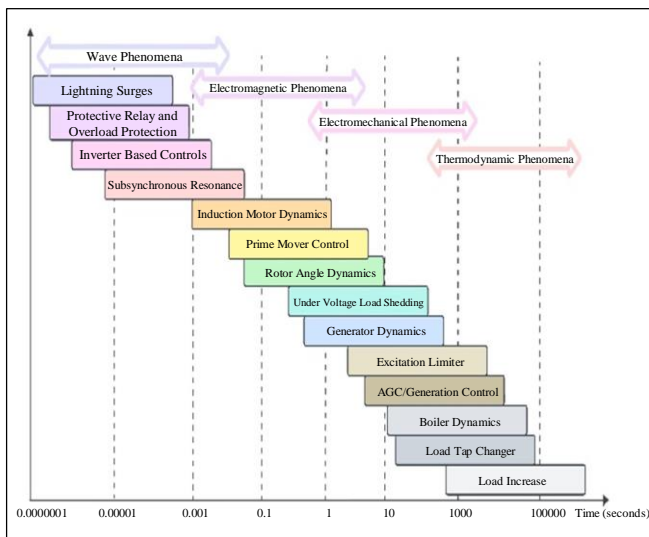 Wave Phenomena
Lightning Surges
Electromagnetic Phenomena
Protective Relay and
Overload Protection
Electromechanical Phenomena
Inverter Based Controls
Thermodynamic Phenomena
Subsynchronous Resonance
Induction Motor Dynamics
Prime Mover Control
Rotor Angle Dynamics
Under Voltage Load Shedding
Generator Dynamics
Excitation Limiter
AGC/Generation Control
Boiler Dynamics
Load Tap Changer
Load Increase
0.0000001 0.00001 0.001 0.1 1 10 1000 100000 Time (seconds)